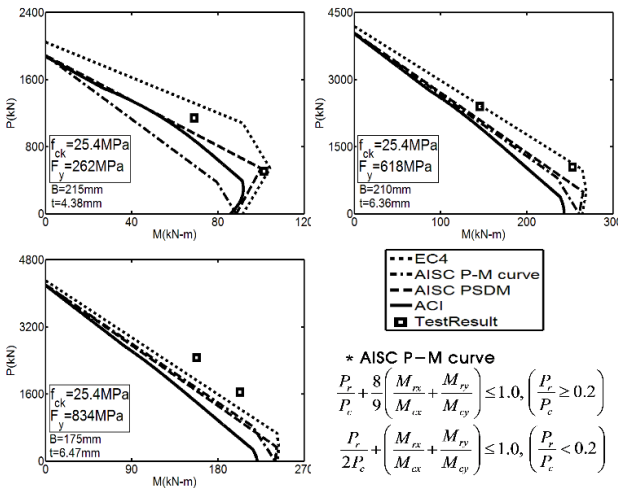 2400
1600
800
0
P(kN)
f_ck=25.4MPa
F_y=262MPa
B=215mm
t=4.38mm
0 40 80 120
M(kN-m)
4500
3000
1500
0
P(kN)
f_ck=25.4MPa
F_y=618MPa
B=210mm
t=6.36mm
0 100 200 300
M(kN-m)
4800
3200
1600
0
P(kN)
f_ck=25.4MPa
F_y=834MPa
B=175mm
t=6.47mm
0 90 180 270
M(kN-m)
EC4
AISC P-M curve
AISC PSDM
ACI
TestResult
* AISC P-M curve
P_r/P_c + 8/9 (M_rx/M_cx + M_ry/M_cy) ≤ 1.0, (P_r/P_c ≥ 0.2)
P_r/2P_c + (M_rx/M_cx + M_ry/M_cy) ≤ 1.0, (P_r/P_c < 0.2)